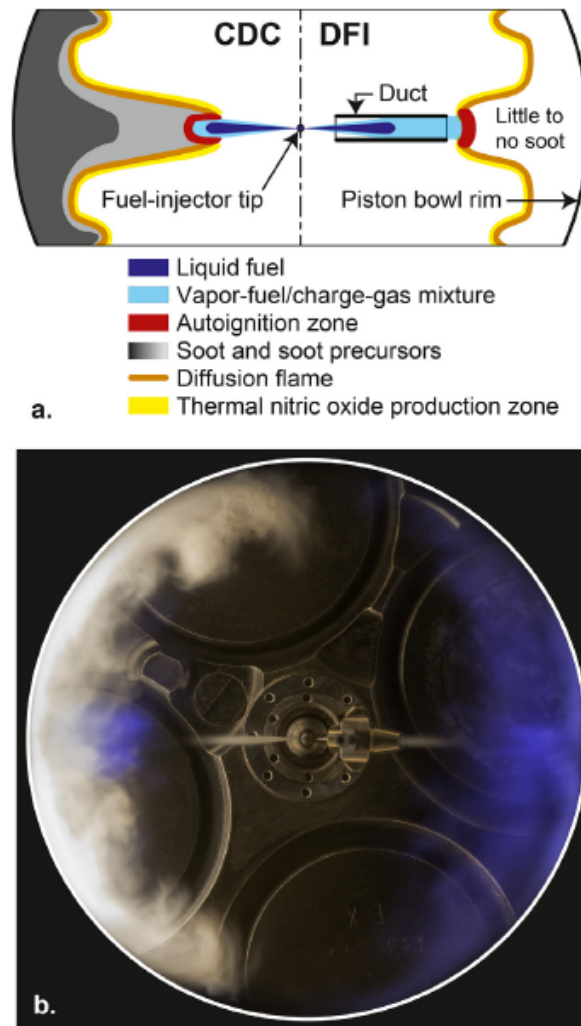 CDC DFI
Duct
Little to
no soot
Fuel-injector tip
Piston bowl rim
Liquid fuel
Vapor-fuel/charge-gas mixture
Autoignition zone
Soot and soot precursors
Diffusion flame
a.
Thermal nitric oxide production zone
EX
b.